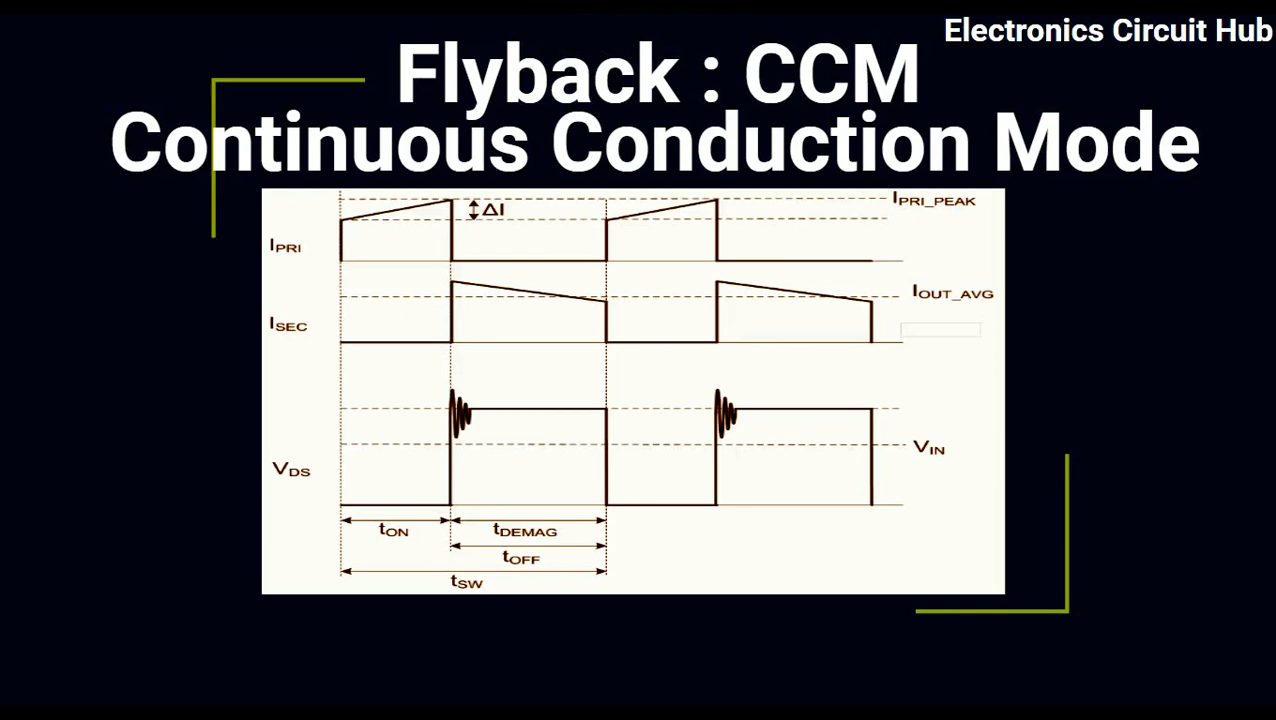 Electronics Circuit Hub
Flyback : CCM
Continuous Conduction Mode
IPRI_PEAK
ΔI
IPRI
IOUT_AVG
ISEC
VIN
VDS
tON
tDEMAG
tOFF
tSW